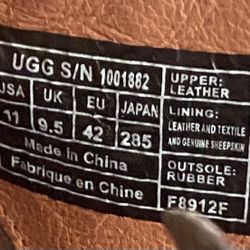 UGG S/N 1001882
USA UK EU JAPAN
11 9.5 42 285
Made in China
Fabrique en Chine
UPPER:
LEATHER
LINING:
LEATHER AND TEXTILE
AND GENUINE SHEEPSKIN
OUTSOLE:
RUBBER
F8912F